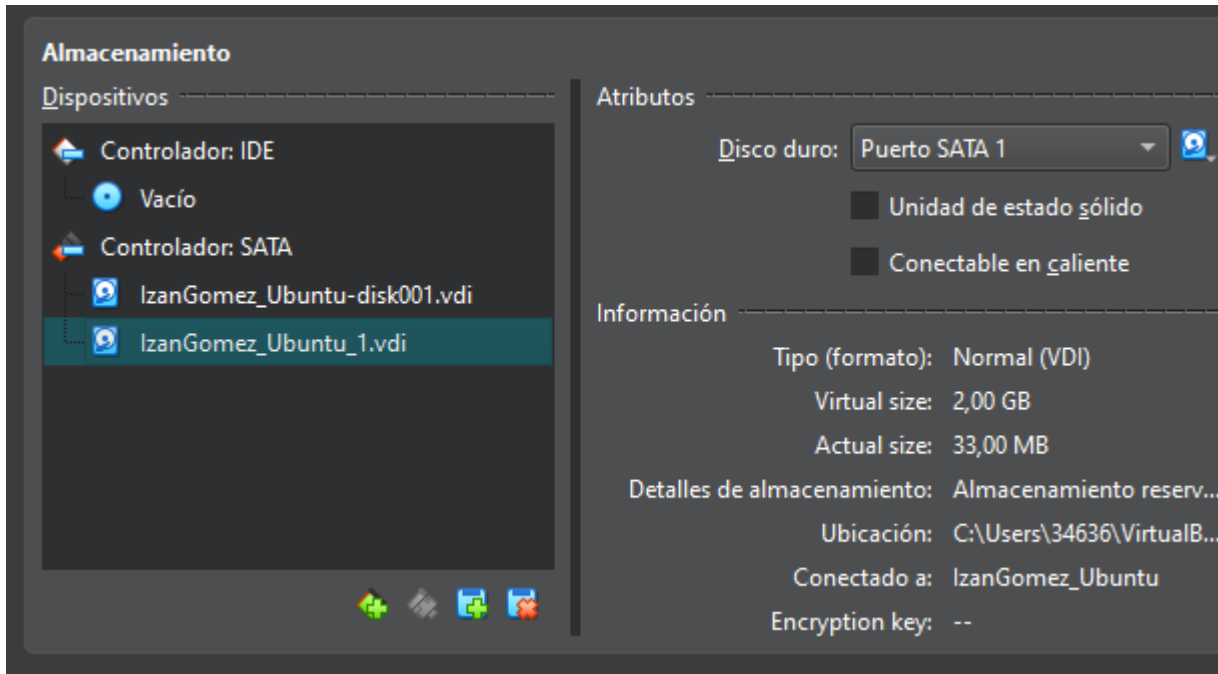 Almacenamiento
Dispositivos
Controlador: IDE
Vacío
Controlador: SATA
IzanGomez_Ubuntu-disk001.vdi
IzanGomez_Ubuntu_1.vdi
Atributos
Disco duro: Puerto SATA 1
Unidad de estado sólido
Conectable en caliente
Información
Tipo (formato): Normal (VDI)
Virtual size: 2,00 GB
Actual size: 33,00 MB
Detalles de almacenamiento: Almacenamiento reserv...
Ubicación: C:\Users\34636\VirtualB...
Conectado a: IzanGomez_Ubuntu
Encryption key: --